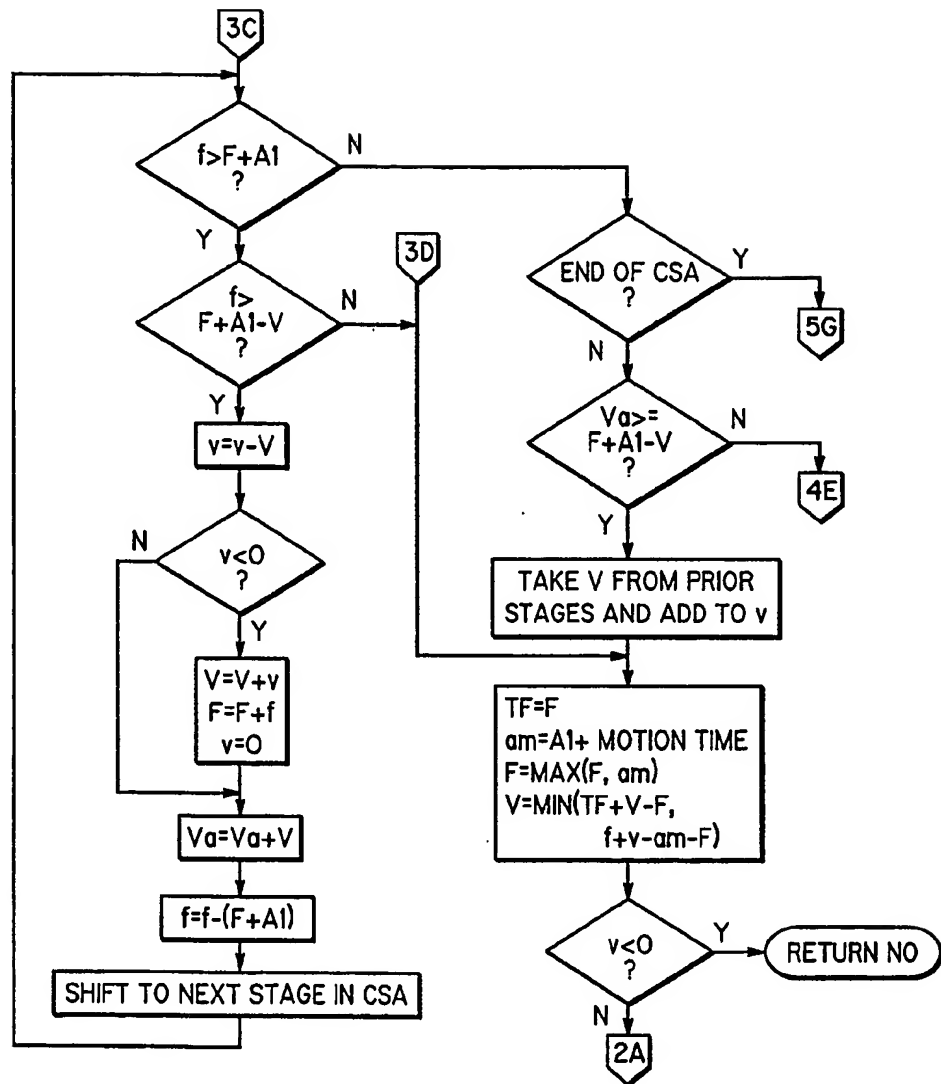 3C
f>F+A1
?
N
Y
3D
f>
F+A1-V
?
N
Y
END OF CSA
?
Y
5G
N
v=v-V
Va>=
F+A1-V
?
N
4E
Y
v<0
?
N
Y
TAKE V FROM PRIOR
STAGES AND ADD TO v
V=V+v
F=F+f
v=0
TF=F
am=A1+ MOTION TIME
F=MAX(F, am)
V=MIN(TF+V-F,
f+v-am-F)
Va=Va+V
f=f-(F+A1)
SHIFT TO NEXT STAGE IN CSA
v<0
?
Y
RETURN NO
N
2A